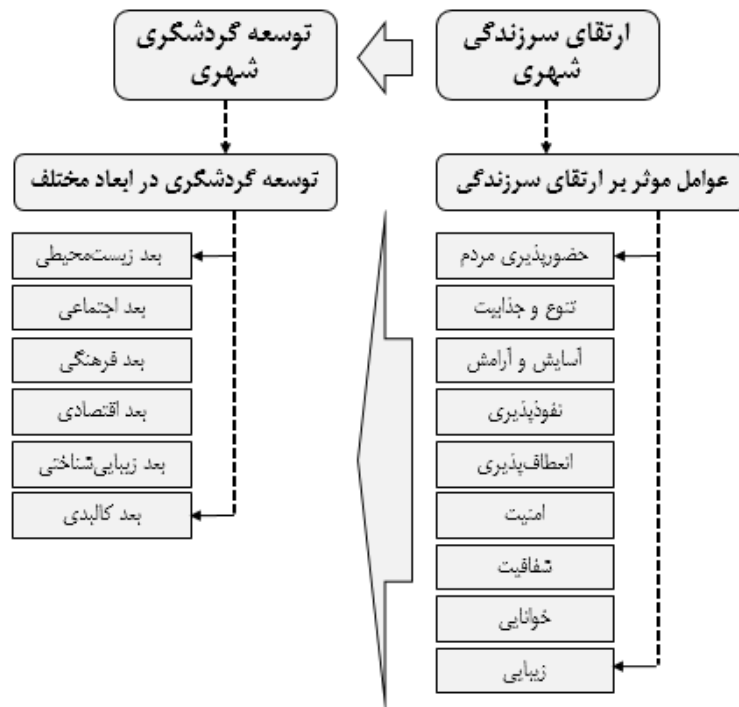 ارتقای سرزندگی
شهری
توسعه گردشگری
شهری
عوامل موثر بر ارتقای سرزندگی
حضورپذیری مردم
تنوع و جذابیت
آسایش و آرامش
نفوذپذیری
انعطاف‌پذیری
امنیت
شفافیت
خوانایی
زیبایی
توسعه گردشگری در ابعاد مختلف
بعد زیست‌محیطی
بعد اجتماعی
بعد فرهنگی
بعد اقتصادی
بعد زیبایی‌شناختی
بعد کالبدی